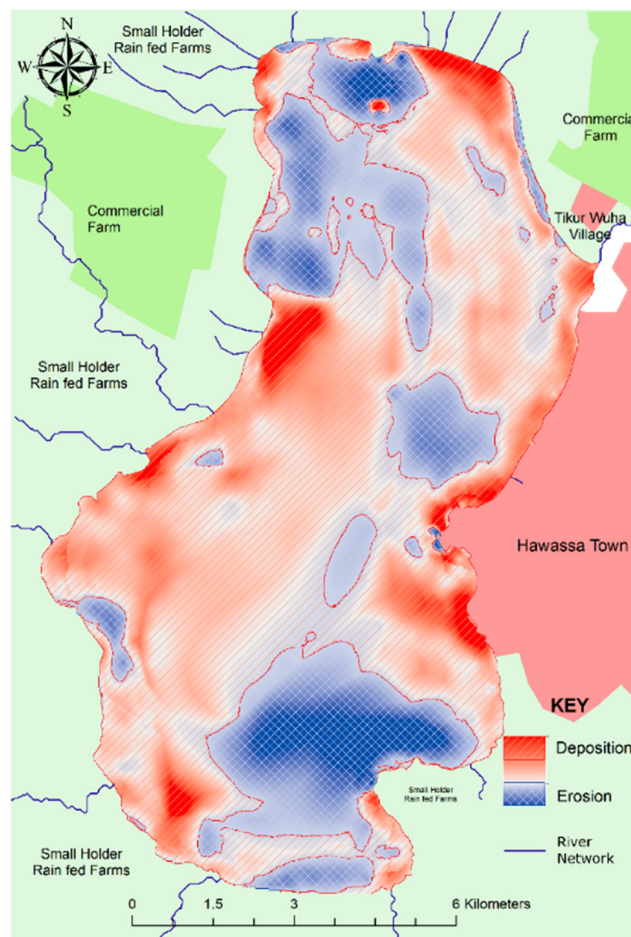 Small Holder
Rain fed Farms
N
W
E
S
Commercial
Farm
Commercial
Farm
Tikur Wuha
Village
Small Holder
Rain fed Farms
Hawassa Town
KEY
Deposition
Erosion
River
Network
Small Holder
Rain fed Farms
Small Holder
Rain fed Farms
0 1.5 3 6 Kilometers